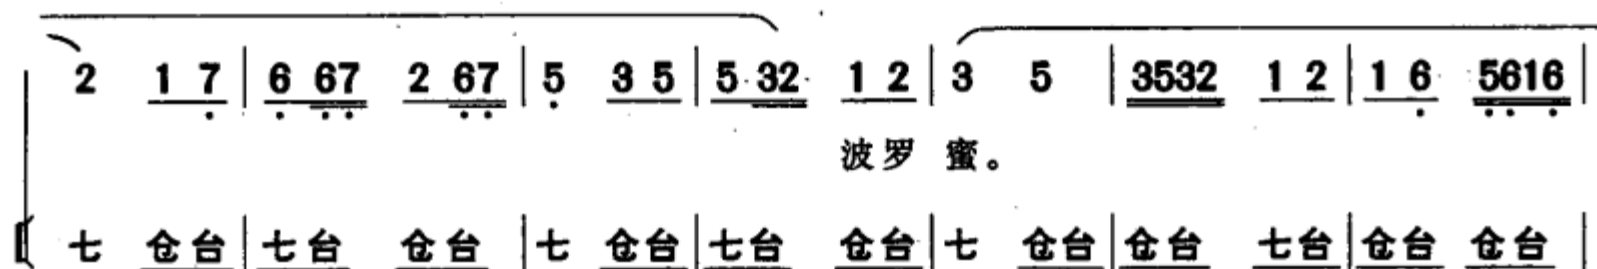 2 1 7 | 6 67 2 67 | 5 3 5 | 5 32 1 2 | 3 5 | 3532 1 2 | 1 6 5616 |
波罗 蜜。
七 仓台 | 七台 仓台 | 七 仓台 | 七台 仓台 | 七 仓台 | 仓台 七台 | 仓台 仓台 |